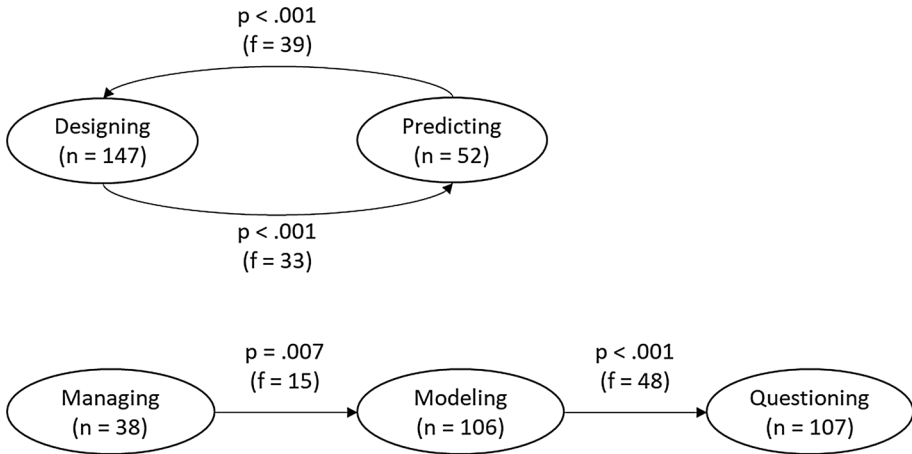 p < .001
(f = 39)
Designing
(n = 147)
Predicting
(n = 52)
p < .001
(f = 33)
p = .007
(f = 15)
p < .001
(f = 48)
Managing
(n = 38)
Modeling
(n = 106)
Questioning
(n = 107)